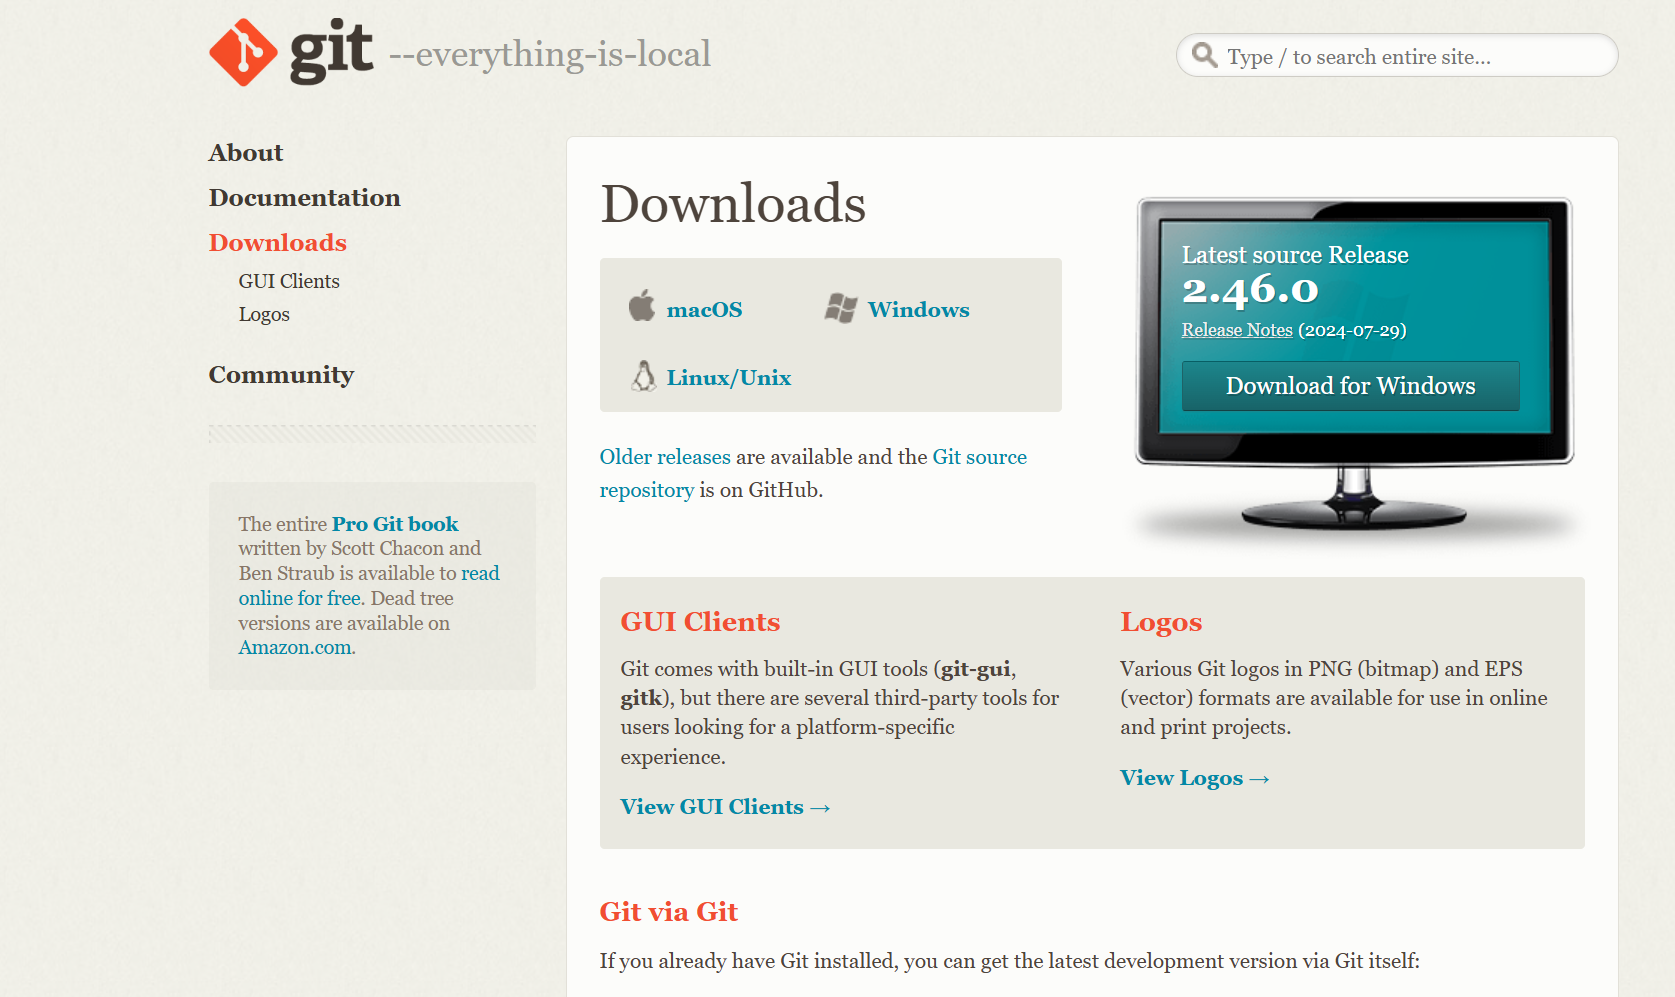 git --everything-is-local
Type / to search entire site...
About
Documentation
Downloads
GUI Clients
Logos
Community
The entire Pro Git book
written by Scott Chacon and
Ben Straub is available to read
online for free. Dead tree
versions are available on
Amazon.com.
Downloads
macOS
Windows
Linux/Unix
Older releases are available and the Git source
repository is on GitHub.
Latest source Release
2.46.0
Release Notes (2024-07-29)
Download for Windows
GUI Clients
Git comes with built-in GUI tools (git-gui,
gitk), but there are several third-party tools for
users looking for a platform-specific
experience.
View GUI Clients →
Logos
Various Git logos in PNG (bitmap) and EPS
(vector) formats are available for use in online
and print projects.
View Logos →
Git via Git
If you already have Git installed, you can get the latest development version via Git itself: